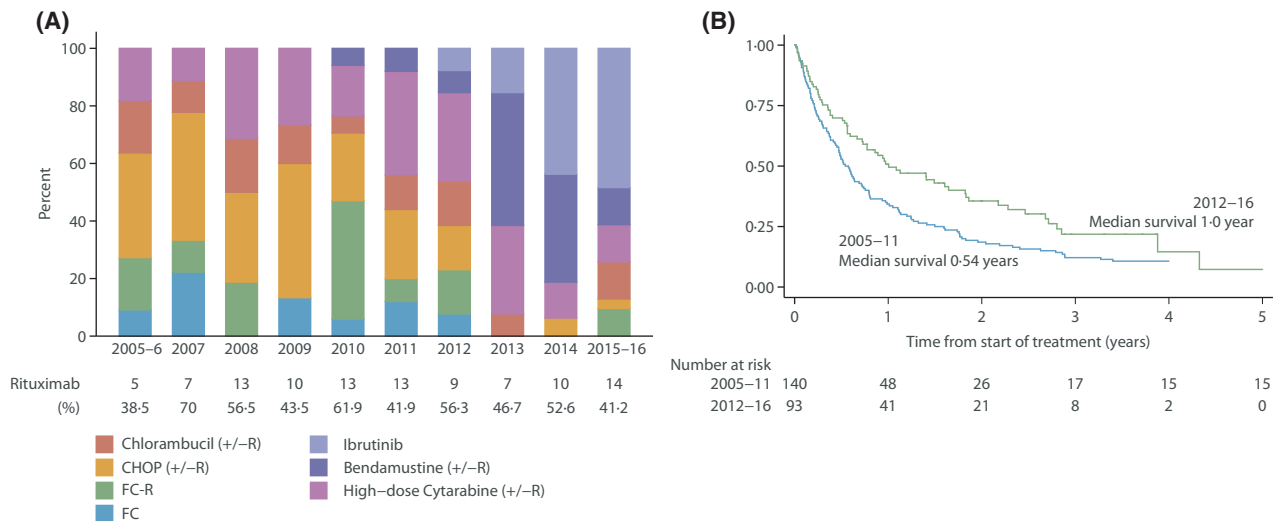 (A)
100
80
60
40
20
0
Percent
2005–6 2007 2008 2009 2010 2011 2012 2013 2014 2015–16
Rituximab 5 7 13 10 13 13 9 7 10 14
(%) 38·5 70 56·5 43·5 61·9 41·9 56·3 46·7 52·6 41·2
Chlorambucil (+/–R)
CHOP (+/–R)
FC-R
FC
Ibrutinib
Bendamustine (+/–R)
High–dose Cytarabine (+/–R)
(B)
1·00
0·75
0·50
0·25
0·00
2012–16
Median survival 1·0 year
2005–11
Median survival 0·54 years
0 1 2 3 4 5
Time from start of treatment (years)
Number at risk
2005–11 140 48 26 17 15 15
2012–16 93 41 21 8 2 0